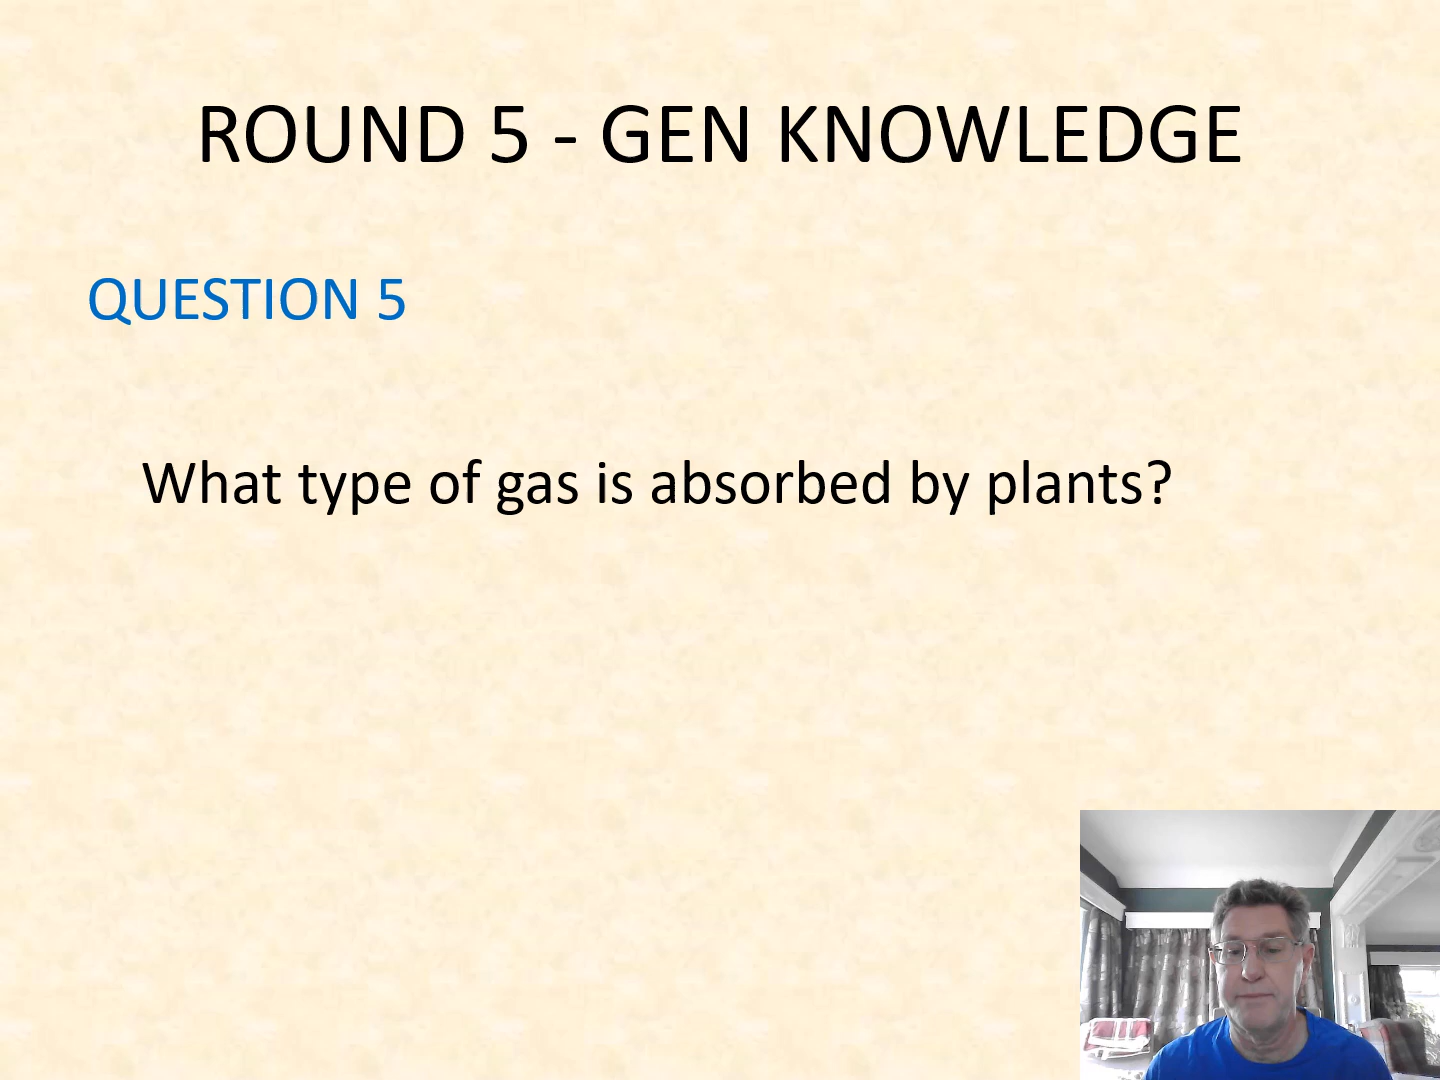 ROUND 5 - GEN KNOWLEDGE
QUESTION 5
What type of gas is absorbed by plants?